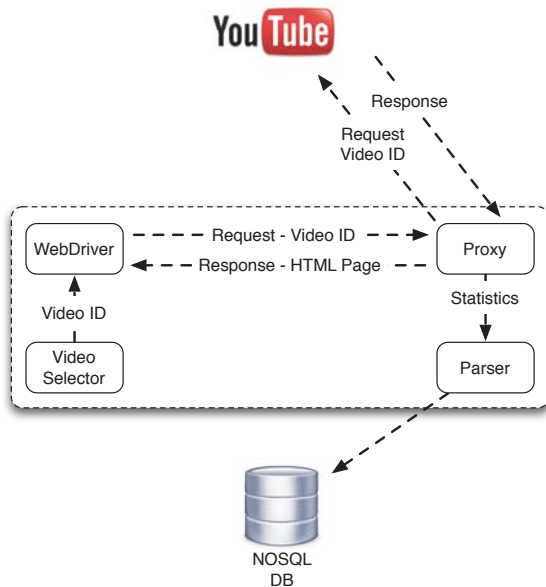 YouTube
Response
Request
Video ID
WebDriver
Request - Video ID
Proxy
Response - HTML Page
Video ID
Statistics
Video
Selector
Parser
NOSQL
DB